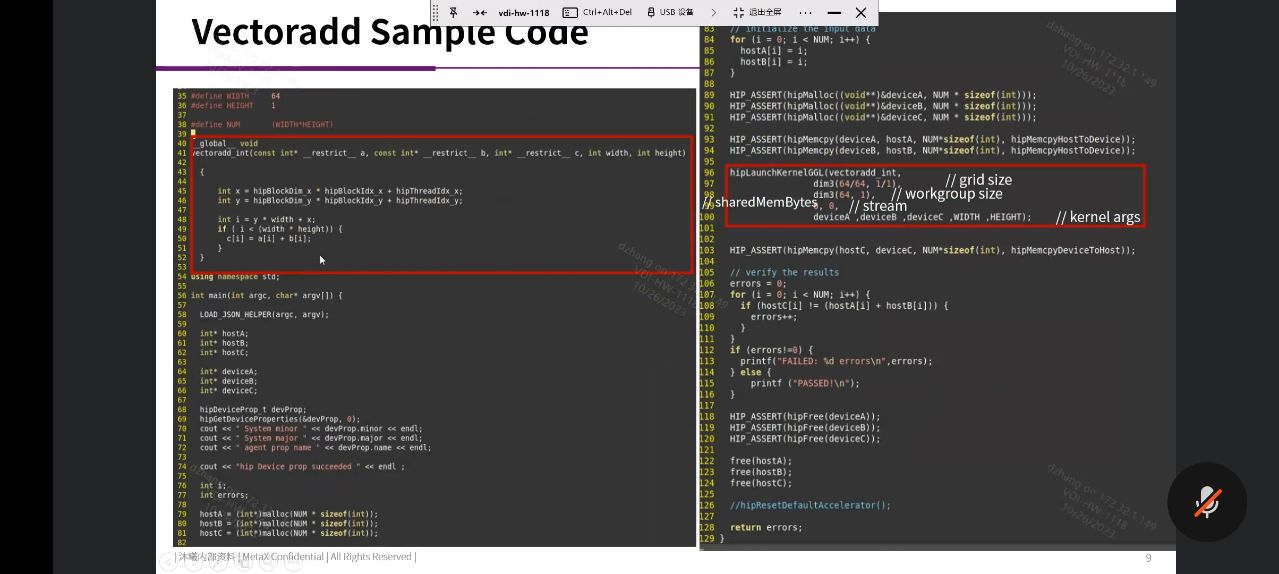 vdi-hw-1118 Ctrl+Alt+Del USB 设备 退出全屏
Vectoradd Sample Code
35 #define WIDTH 64
36 #define HEIGHT 1
37
38 #define NUM (WIDTH*HEIGHT)
39
40 __global__ void
41 vectoradd_int(const int* __restrict__ a, const int* __restrict__ b, int* __restrict__ c, int width, int height)
42
43 {
44
45 int x = hipBlockDim_x * hipBlockIdx_x + hipThreadIdx_x;
46 int y = hipBlockDim_y * hipBlockIdx_y + hipThreadIdx_y;
47
48 int i = y * width + x;
49 if ( i < (width * height)) {
50 c[i] = a[i] + b[i];
51 }
52 }
53
54 using namespace std;
55
56 int main(int argc, char* argv[]) {
57
58 LOAD_JSON_HELPER(argc, argv);
59
60 int* hostA;
61 int* hostB;
62 int* hostC;
63
64 int* deviceA;
65 int* deviceB;
66 int* deviceC;
67
68 hipDeviceProp_t devProp;
69 hipGetDeviceProperties(&devProp, 0);
70 cout << " System minor " << devProp.minor << endl;
71 cout << " System major " << devProp.major << endl;
72 cout << " agent prop name " << devProp.name << endl;
73
74 cout << "hip Device prop succeeded " << endl ;
75
76 int i;
77 int errors;
78
79 hostA = (int*)malloc(NUM * sizeof(int));
80 hostB = (int*)malloc(NUM * sizeof(int));
81 hostC = (int*)malloc(NUM * sizeof(int));
82
83 // initialize the input data
84 for (i = 0; i < NUM; i++) {
85 hostA[i] = i;
86 hostB[i] = i;
87 }
88
89 HIP_ASSERT(hipMalloc((void**)&deviceA, NUM * sizeof(int)));
90 HIP_ASSERT(hipMalloc((void**)&deviceB, NUM * sizeof(int)));
91 HIP_ASSERT(hipMalloc((void**)&deviceC, NUM * sizeof(int)));
92
93 HIP_ASSERT(hipMemcpy(deviceA, hostA, NUM*sizeof(int), hipMemcpyHostToDevice));
94 HIP_ASSERT(hipMemcpy(deviceB, hostB, NUM*sizeof(int), hipMemcpyHostToDevice));
95
96 hipLaunchKernelGGL(vectoradd_int,
97 dim3(64/64, 1/1), // grid size
98 dim3(64, 1), // workgroup size
// sharedMemBytes 0, // stream
100 deviceA ,deviceB ,deviceC ,WIDTH ,HEIGHT); // kernel args
101
102
103 HIP_ASSERT(hipMemcpy(hostC, deviceC, NUM*sizeof(int), hipMemcpyDeviceToHost));
104
105 // verify the results
106 errors = 0;
107 for (i = 0; i < NUM; i++) {
108 if (hostC[i] != (hostA[i] + hostB[i])) {
109 errors++;
110 }
111 }
112 if (errors!=0) {
113 printf("FAILED: %d errors\n",errors);
114 } else {
115 printf ("PASSED!\n");
116 }
117
118 HIP_ASSERT(hipFree(deviceA));
119 HIP_ASSERT(hipFree(deviceB));
120 HIP_ASSERT(hipFree(deviceC));
121
122 free(hostA);
123 free(hostB);
124 free(hostC);
125
126 //hipResetDefaultAccelerator();
127
128 return errors;
129 }
| 沐曦内部资料 | MetaX Confidential | All Rights Reserved |
9